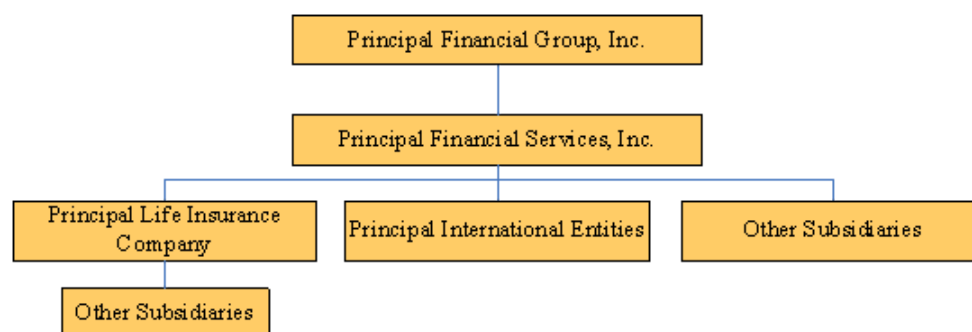 Principal Financial Group, Inc.
Principal Financial Services, Inc.
Principal Life Insurance
Company
Principal International Entities
Other Subsidiaries
Other Subsidiaries